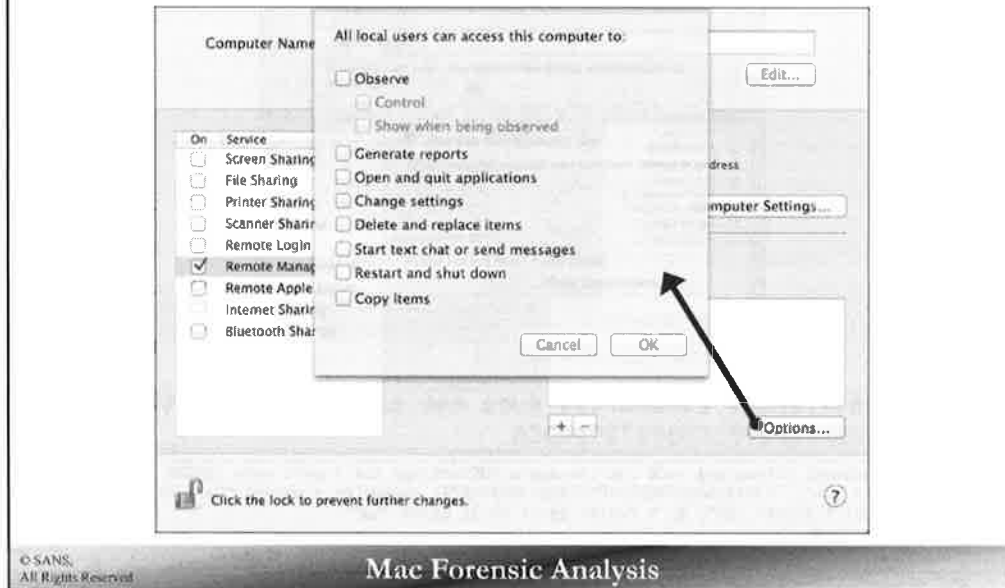 Computer Name
All local users can access this computer to:
Edit...
Observe
Control
Show when being observed
Generate reports
Open and quit applications
Change settings
Delete and replace items
Start text chat or send messages
Restart and shut down
Copy items
Cancel
OK
On Service
Screen Sharing
File Sharing
Printer Sharing
Scanner Sharin
Remote Login
Remote Manag
Remote Apple
Internet Sharin
Bluetooth Shar
dress
mputer Settings...
+ -
Options...
Click the lock to prevent further changes.
?
© SANS,
All Rights Reserved
Mac Forensic Analysis